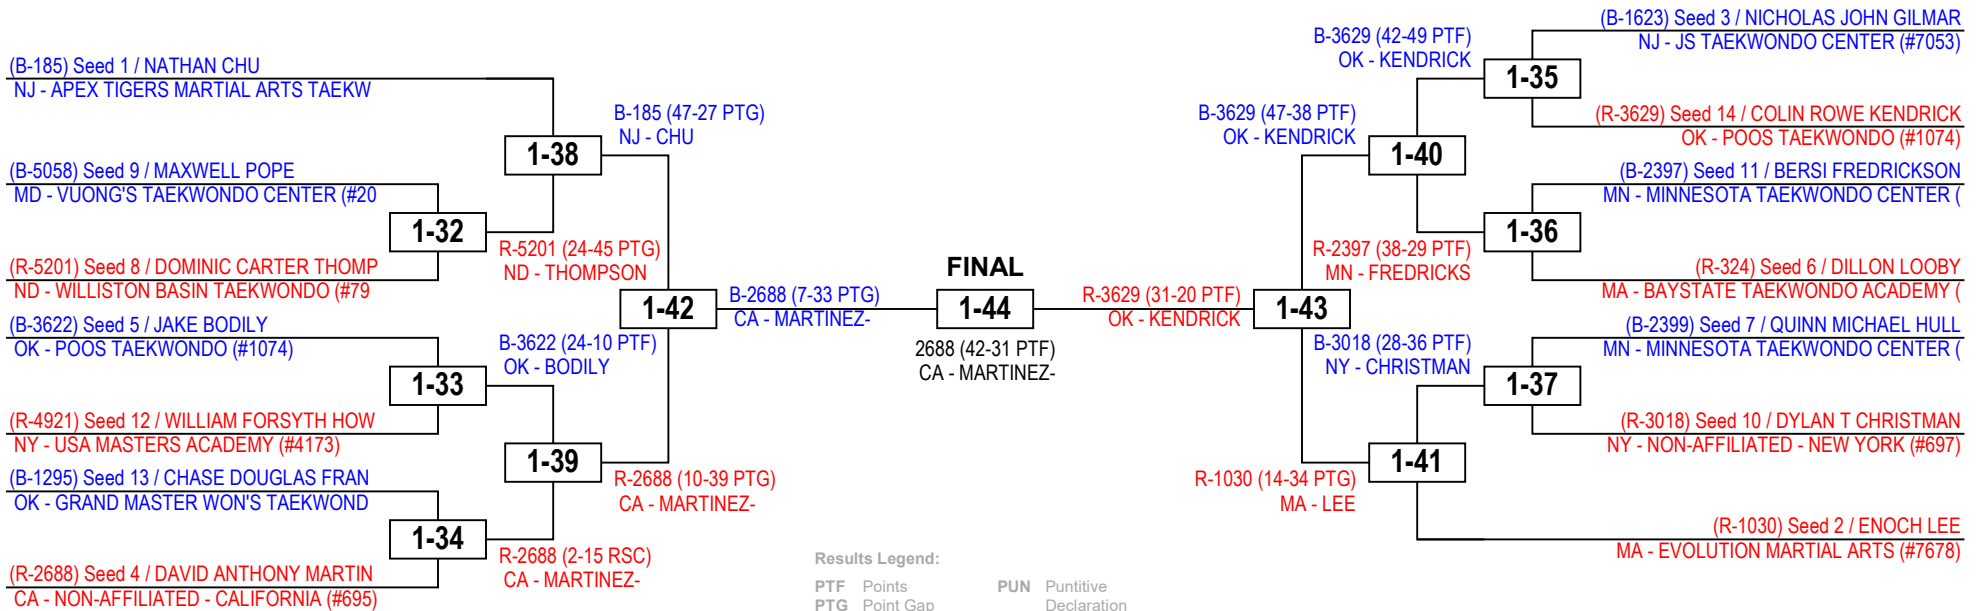 (B-185) Seed 1 / NATHAN CHU
NJ - APEX TIGERS MARTIAL ARTS TAEKW
(B-5058) Seed 9 / MAXWELL POPE
MD - VUONG'S TAEKWONDO CENTER (#20
(R-5201) Seed 8 / DOMINIC CARTER THOMP
ND - WILLISTON BASIN TAEKWONDO (#79
(B-3622) Seed 5 / JAKE BODILY
OK - POOS TAEKWONDO (#1074)
(R-4921) Seed 12 / WILLIAM FORSYTH HOW
NY - USA MASTERS ACADEMY (#4173)
(B-1295) Seed 13 / CHASE DOUGLAS FRAN
OK - GRAND MASTER WON'S TAEKWOND
(R-2688) Seed 4 / DAVID ANTHONY MARTIN
CA - NON-AFFILIATED - CALIFORNIA (#695)
1-32
1-33
1-34
R-5201 (24-45 PTG)
ND - THOMPSON
B-3622 (24-10 PTF)
OK - BODILY
R-2688 (2-15 RSC)
CA - MARTINEZ-
1-38
1-39
B-185 (47-27 PTG)
NJ - CHU
R-2688 (10-39 PTG)
CA - MARTINEZ-
1-42
B-2688 (7-33 PTG)
CA - MARTINEZ-
FINAL
1-44
2688 (42-31 PTF)
CA - MARTINEZ-
R-3629 (31-20 PTF)
OK - KENDRICK
1-43
B-3629 (47-38 PTF)
OK - KENDRICK
R-1030 (14-34 PTG)
MA - LEE
1-40
1-41
B-3629 (42-49 PTF)
OK - KENDRICK
R-2397 (38-29 PTF)
MN - FREDRICKS
B-3018 (28-36 PTF)
NY - CHRISTMAN
1-35
1-36
1-37
(B-1623) Seed 3 / NICHOLAS JOHN GILMAR
NJ - JS TAEKWONDO CENTER (#7053)
(R-3629) Seed 14 / COLIN ROWE KENDRICK
OK - POOS TAEKWONDO (#1074)
(B-2397) Seed 11 / BERSI FREDRICKSON
MN - MINNESOTA TAEKWONDO CENTER (
(R-324) Seed 6 / DILLON LOOBY
MA - BAYSTATE TAEKWONDO ACADEMY (
(B-2399) Seed 7 / QUINN MICHAEL HULL
MN - MINNESOTA TAEKWONDO CENTER (
(R-3018) Seed 10 / DYLAN T CHRISTMAN
NY - NON-AFFILIATED - NEW YORK (#697)
(R-1030) Seed 2 / ENOCH LEE
MA - EVOLUTION MARTIAL ARTS (#7678)
Results Legend:
PTF Points PUN Puntitive
PTG Point Gap Declaration